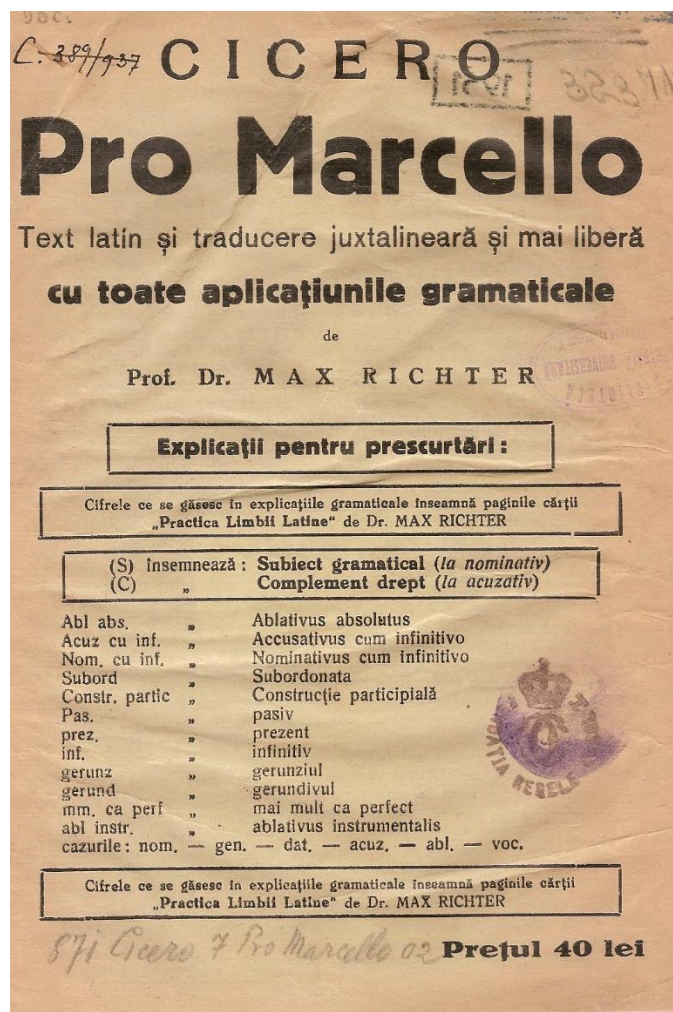 C. 389/937
CICERO
1951
Pro Marcello
Text latin și traducere juxtalineară și mai liberă
cu toate aplicațiunile gramaticale
de
Prof. Dr. MAX RICHTER
Explicații pentru prescurtări:
Cifrele ce se găsesc în explicațiile gramaticale înseamnă paginile cărții
„Practica Limbii Latine“ de Dr. MAX RICHTER
(S) însemnează: Subiect gramatical (la nominativ)
(C) „ Complement drept (la acuzativ)
Abl abs. „ Ablativus absolutus
Acuz cu inf. „ Accusativus cum infinitivo
Nom. cu inf. „ Nominativus cum infinitivo
Subord „ Subordonata
Constr. partic „ Construcție participială
Pas. „ pasiv
prez. „ prezent
inf. „ infinitiv
gerunz „ gerunziul
gerund „ gerundivul
mm. ca perf „ mai mult ca perfect
abl instr. „ ablativus instrumentalis
cazurile: nom. — gen. — dat. — acuz. — abl. — voc.
Cifrele ce se găsesc în explicațiile gramaticale înseamnă paginile cărții
„Practica Limbii Latine“ de Dr. MAX RICHTER
Prețul 40 lei
Cicero 7 Pro Marcello 02